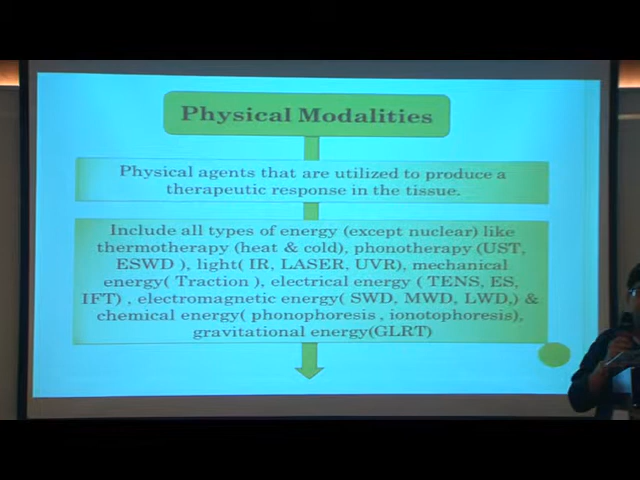 Physical Modalities
Physical agents that are utilized to produce a
therapeutic response in the tissue.
Include all types of energy (except nuclear) like
thermotherapy (heat & cold), phonotherapy (UST,
ESWD ), light( IR, LASER, UVR), mechanical
energy( Traction ), electrical energy ( TENS, ES,
IFT) , electromagnetic energy( SWD, MWD, LWD,) &
chemical energy( phonophoresis , ionotophoresis),
gravitational energy(GLRT)